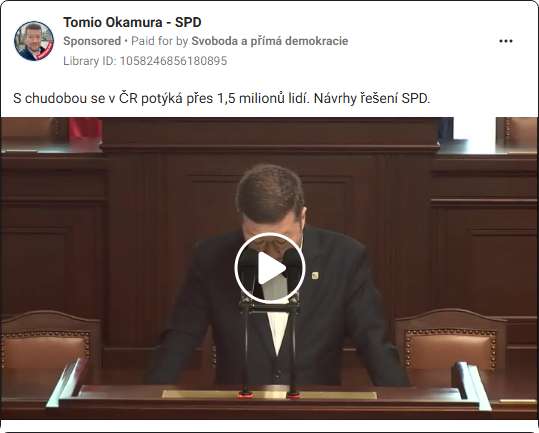 Tomio Okamura - SPD
Sponsored • Paid for by Svoboda a přímá demokracie
Library ID: 1058246856180895
S chudobou se v ČR potýká přes 1,5 milionů lidí. Návrhy řešení SPD.